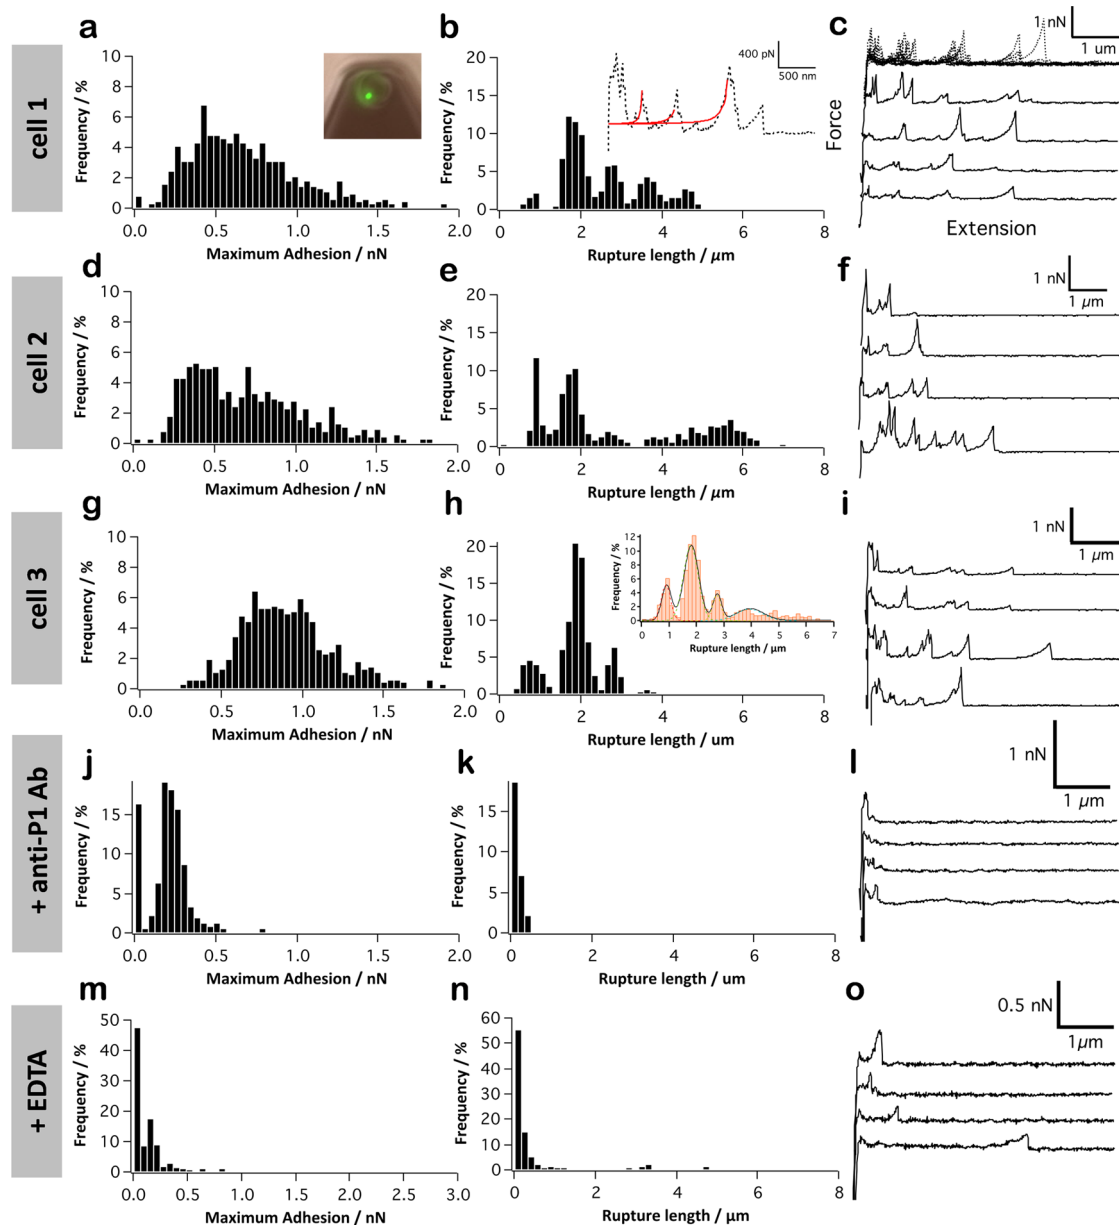 a
b
c
cell 1
Frequency / %
10
8
6
4
2
0
0.0
0.5
1.0
1.5
2.0
Maximum Adhesion / nN
Frequency / %
20
15
10
5
0
0
2
4
6
8
Rupture length / µm
400 pN
500 nm
1 nN
1 um
Force
Extension
d
e
f
cell 2
Frequency / %
10
8
6
4
2
0
0.0
0.5
1.0
1.5
2.0
Maximum Adhesion / nN
Frequency / %
20
15
10
5
0
0
2
4
6
8
Rupture length / µm
1 nN
1 µm
g
h
i
cell 3
Frequency / %
10
8
6
4
2
0
0.0
0.5
1.0
1.5
2.0
Maximum Adhesion / nN
Frequency / %
20
15
10
5
0
0
2
4
6
8
Rupture length / um
Frequency / %
12
10
8
6
4
2
0
0
1
2
3
4
5
6
7
Rupture length / µm
1 nN
1 µm
j
k
l
+ anti-P1 Ab
Frequency / %
15
10
5
0
0.0
0.5
1.0
1.5
2.0
Maximum Adhesion / nN
Frequency / %
15
10
5
0
0
2
4
6
8
Rupture length / um
1 nN
1 µm
m
n
o
+ EDTA
Frequency / %
50
40
30
20
10
0
0.0
0.5
1.0
1.5
2.0
2.0
3.0
Maximum Adhesion / nN
Frequency / %
60
50
40
30
20
10
0
0
2
4
6
8
Rupture length / µm
0.5 nN
1µm